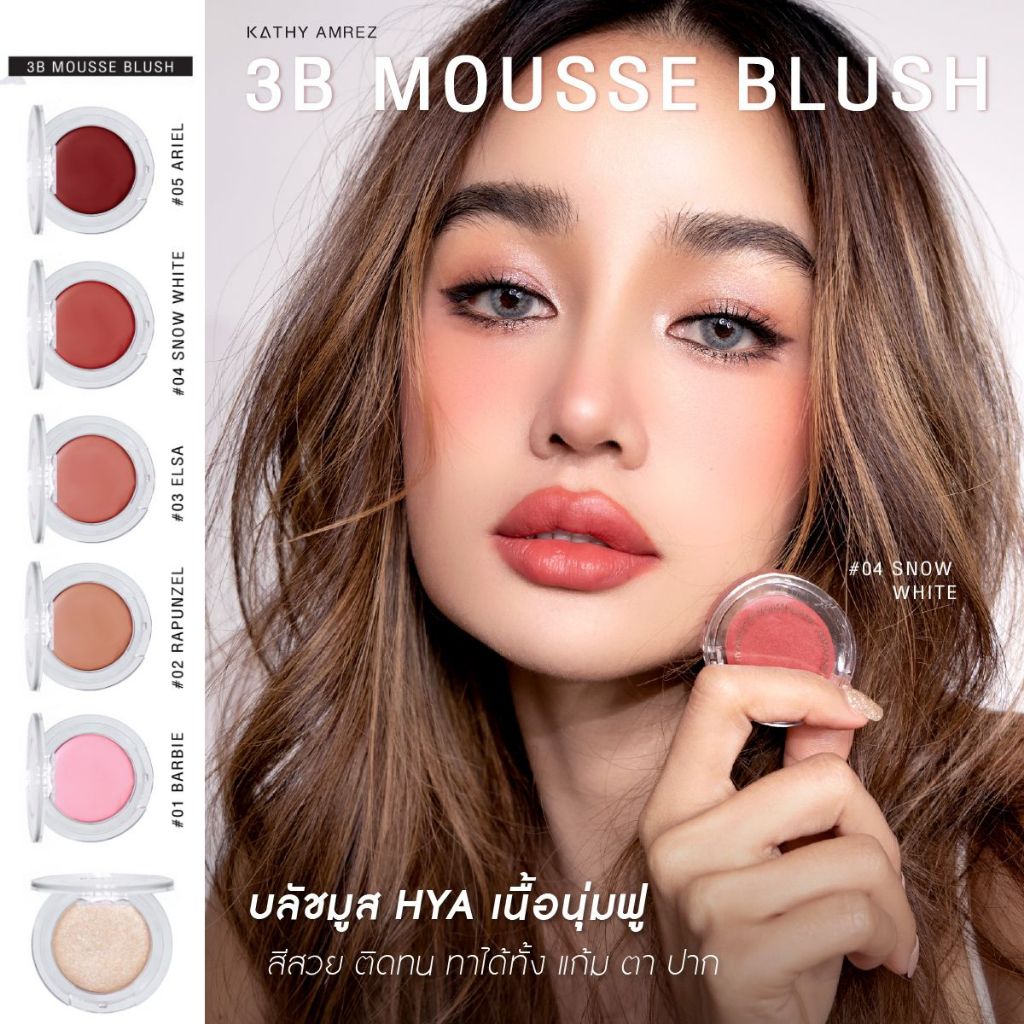 3B MOUSSE BLUSH
#05 ARIEL
#04 SNOW WHITE
#03 ELSA
#02 RAPUNZEL
#01 BARBIE
KATHY AMREZ
3B MOUSSE BLUSH
#04 SNOW
WHITE
บลัชมูส HYA เนื้อนุ่มฟู
สีสวย ติดทน ทาได้ทั้ง แก้ม ตา ปาก